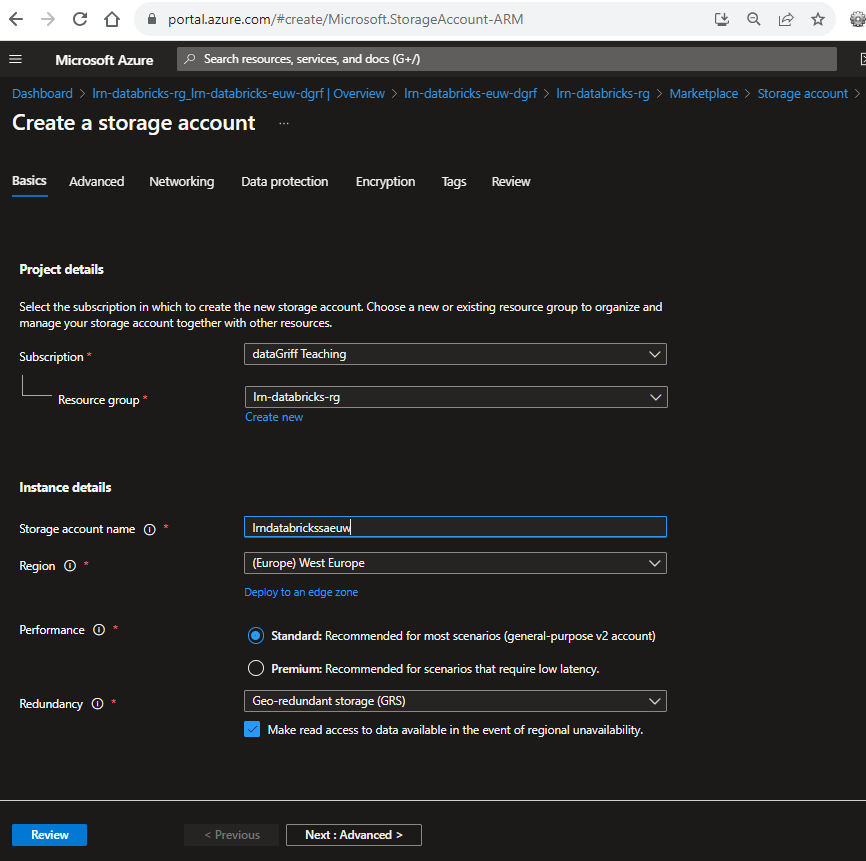 portal.azure.com/#create/Microsoft.StorageAccount-ARM
Microsoft Azure
Search resources, services, and docs (G+/)
Dashboard > lrn-databricks-rg_lrn-databricks-euw-dgrf | Overview > lrn-databricks-euw-dgrf > lrn-databricks-rg > Marketplace > Storage account >
Create a storage account ...
Basics Advanced Networking Data protection Encryption Tags Review
Project details
Select the subscription in which to create the new storage account. Choose a new or existing resource group to organize and
manage your storage account together with other resources.
Subscription * dataGriff Teaching
Resource group * lrn-databricks-rg
Create new
Instance details
Storage account name * lrndatabrickssaeuw
Region * (Europe) West Europe
Deploy to an edge zone
Performance * Standard: Recommended for most scenarios (general-purpose v2 account)
Premium: Recommended for scenarios that require low latency.
Redundancy * Geo-redundant storage (GRS)
Make read access to data available in the event of regional unavailability.
Review < Previous Next : Advanced >